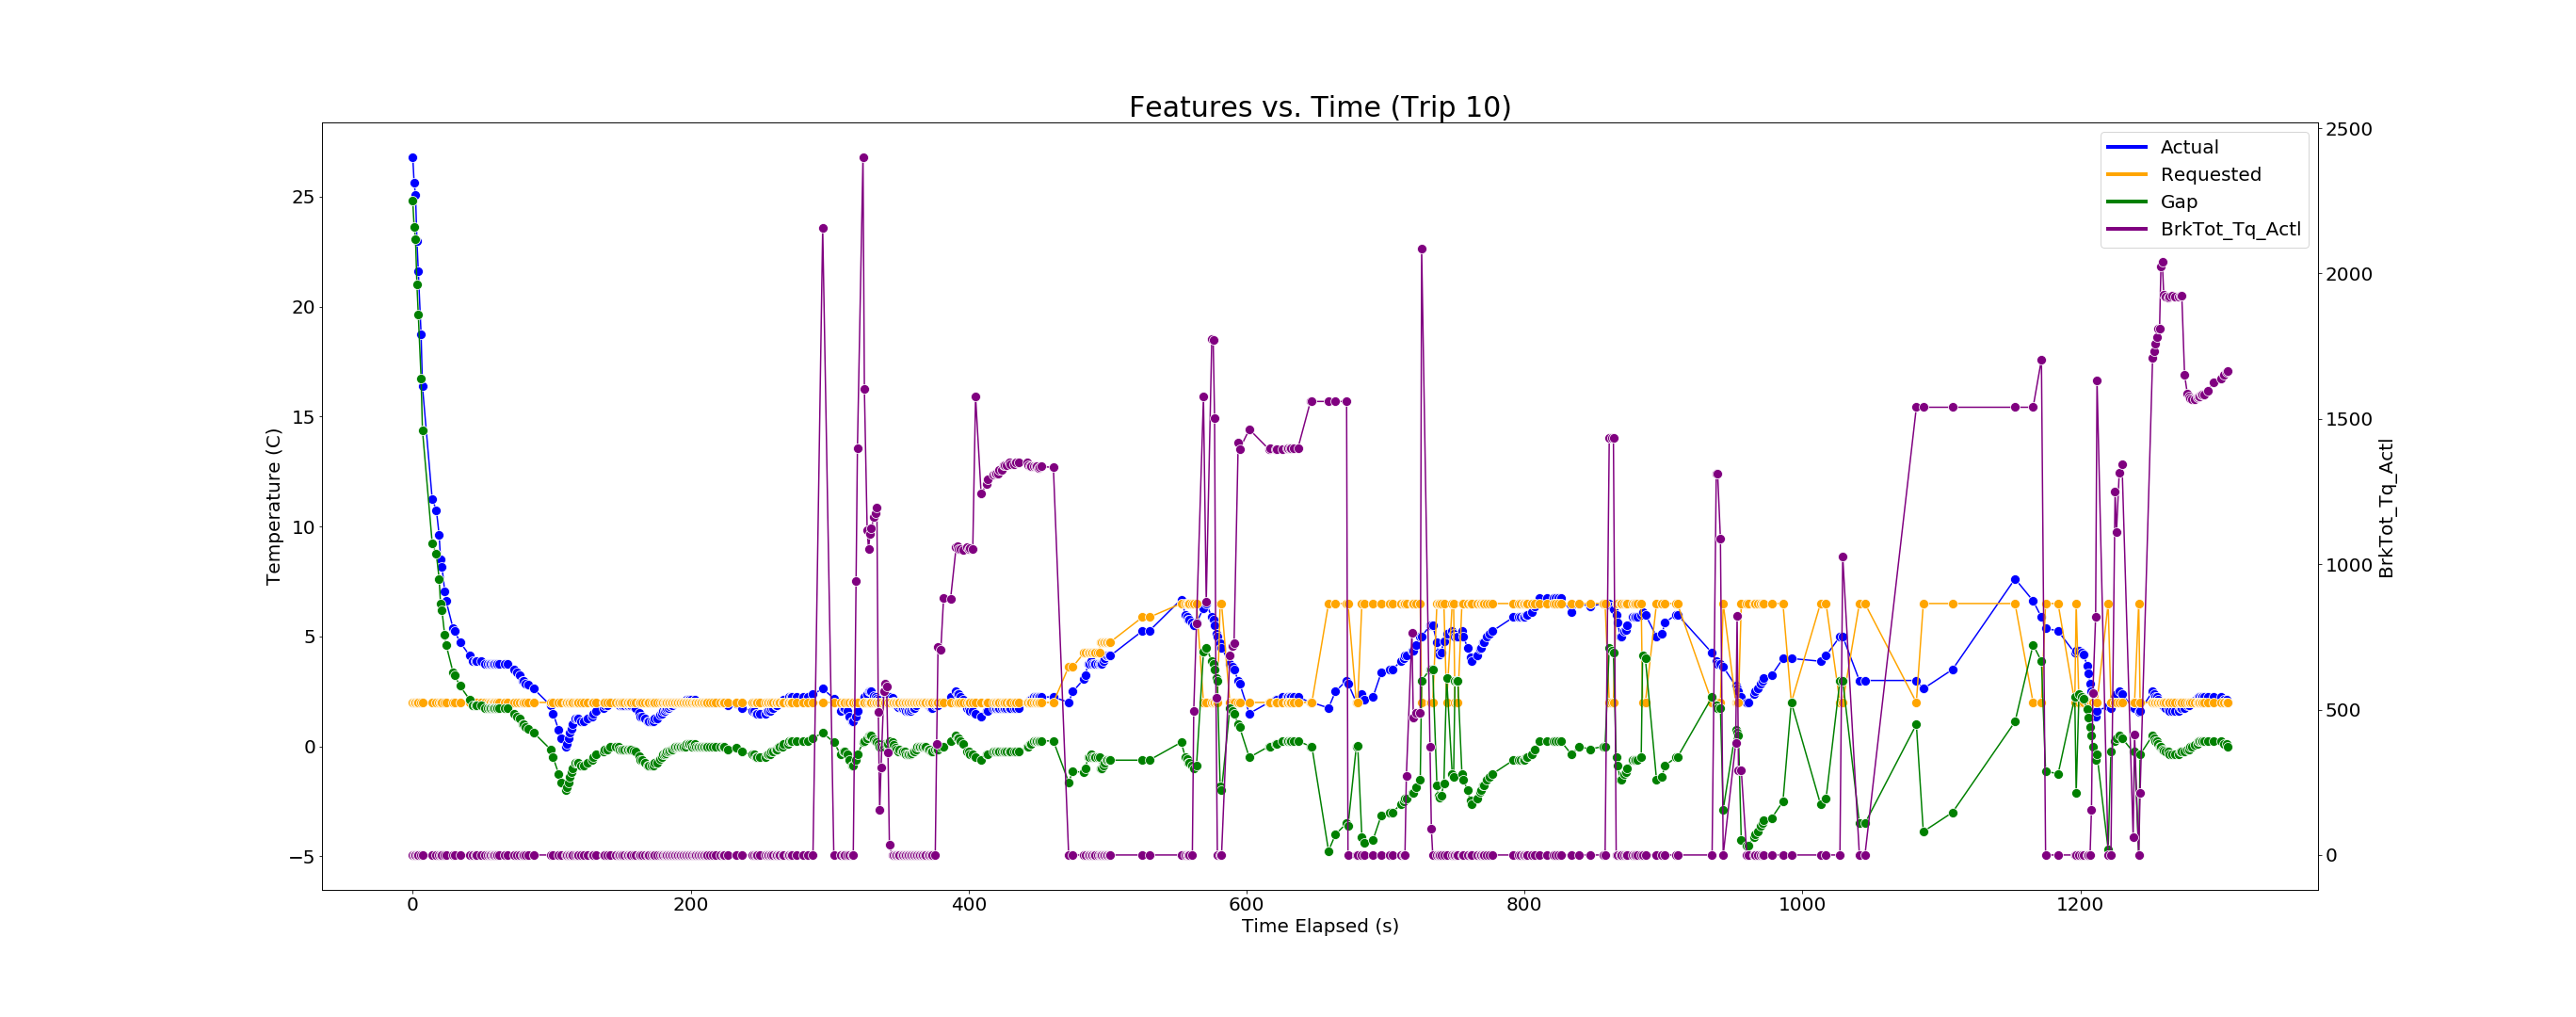 Features vs. Time (Trip 10)
Actual
Requested
Gap
BrkTot_Tq_Actl
Temperature (C)
25
20
15
10
5
0
−5
BrkTot_Tq_Actl
2500
2000
1500
1000
500
0
0 200 400 600 800 1000 1200
Time Elapsed (s)